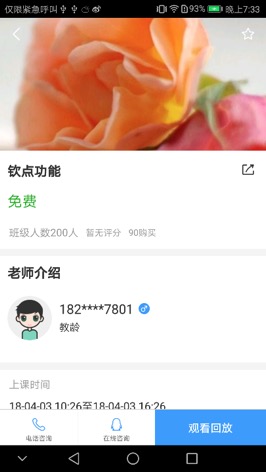 仅限紧急呼叫 93% 晚上7:33
钦点功能
免费
班级人数200人 暂无评分 90购买
老师介绍
182****7801
教龄
上课时间
18-04-03 10:26至18-04-03 16:26
电话咨询 在线咨询 观看回放